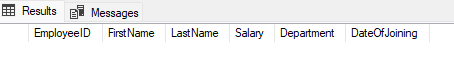 Results Messages
EmployeeID FirstName LastName Salary Department DateOfJoining